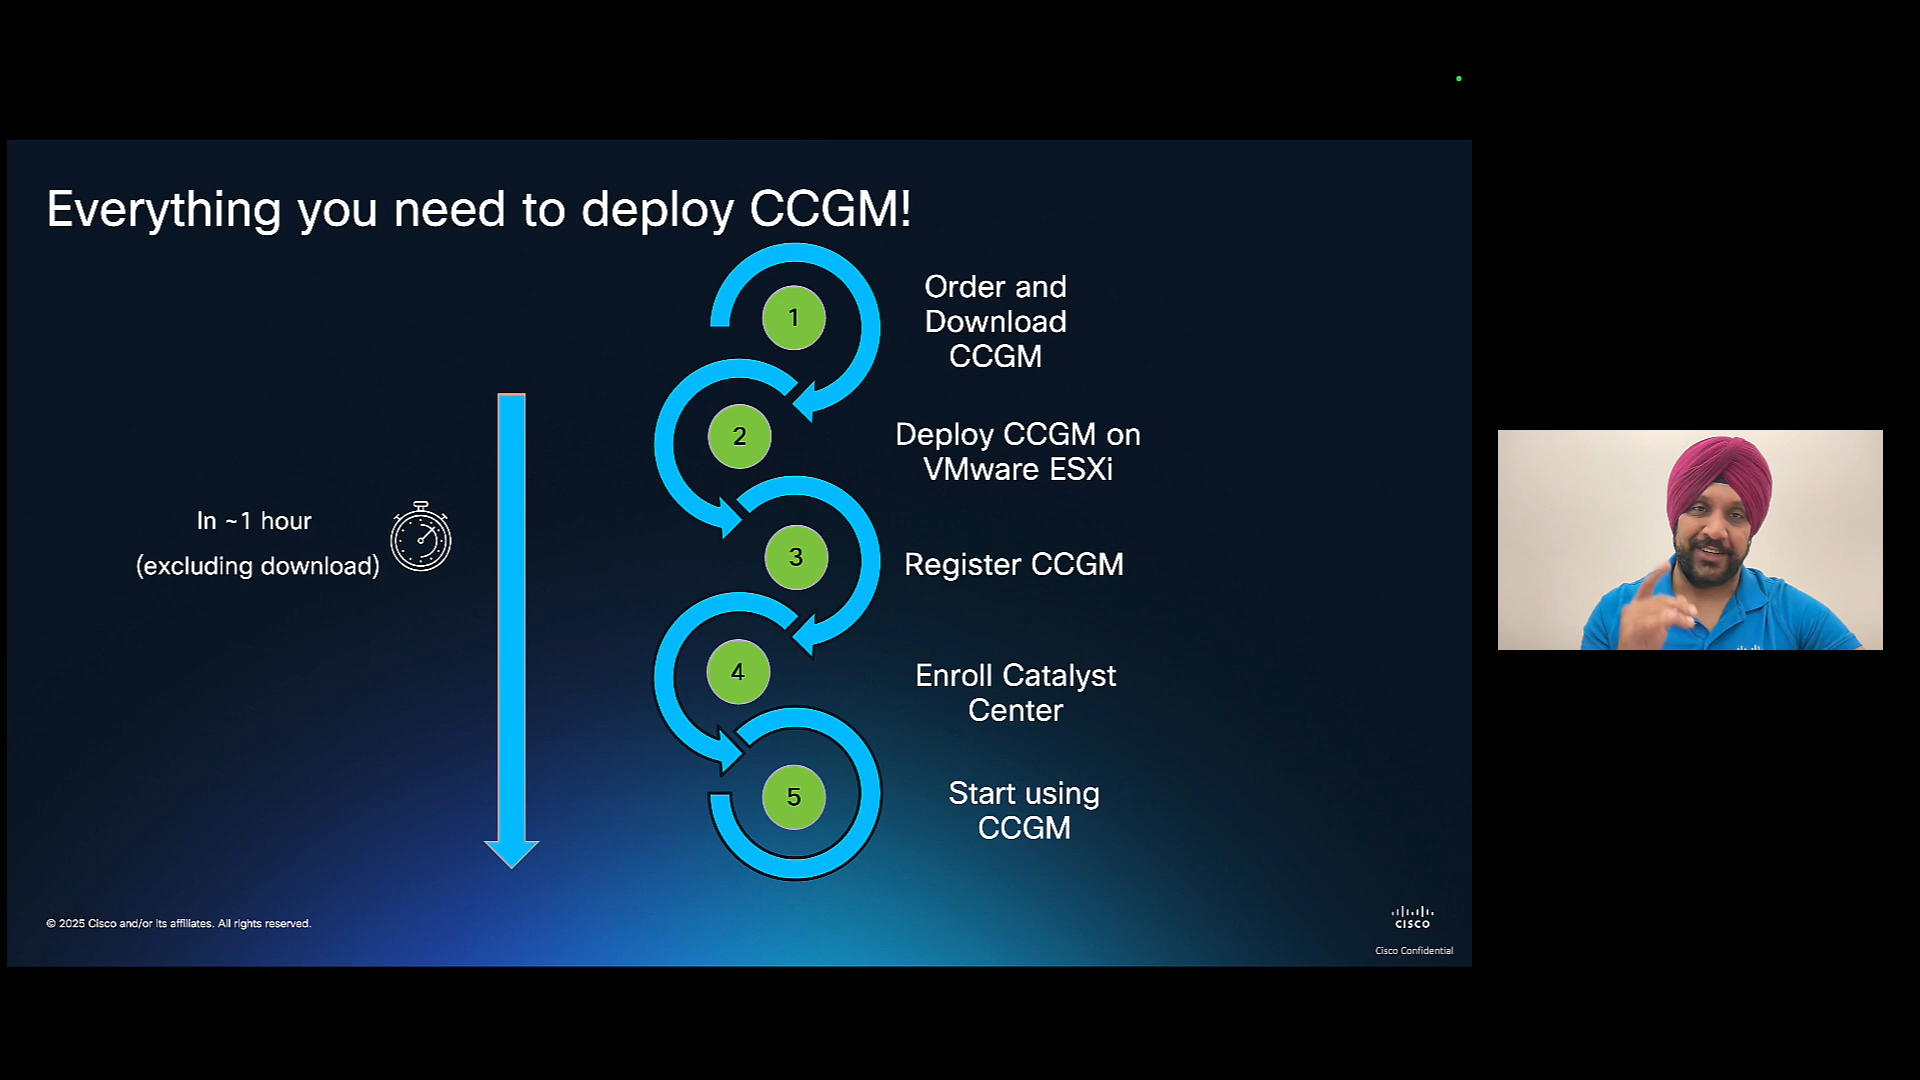 Everything you need to deploy CCGM!
1
Order and
Download
CCGM
2
Deploy CCGM on
VMware ESXi
In ~1 hour
(excluding download)
3
Register CCGM
4
Enroll Catalyst
Center
5
Start using
CCGM
© 2025 Cisco and/or its affiliates. All rights reserved.
CISCO
Cisco Confidential